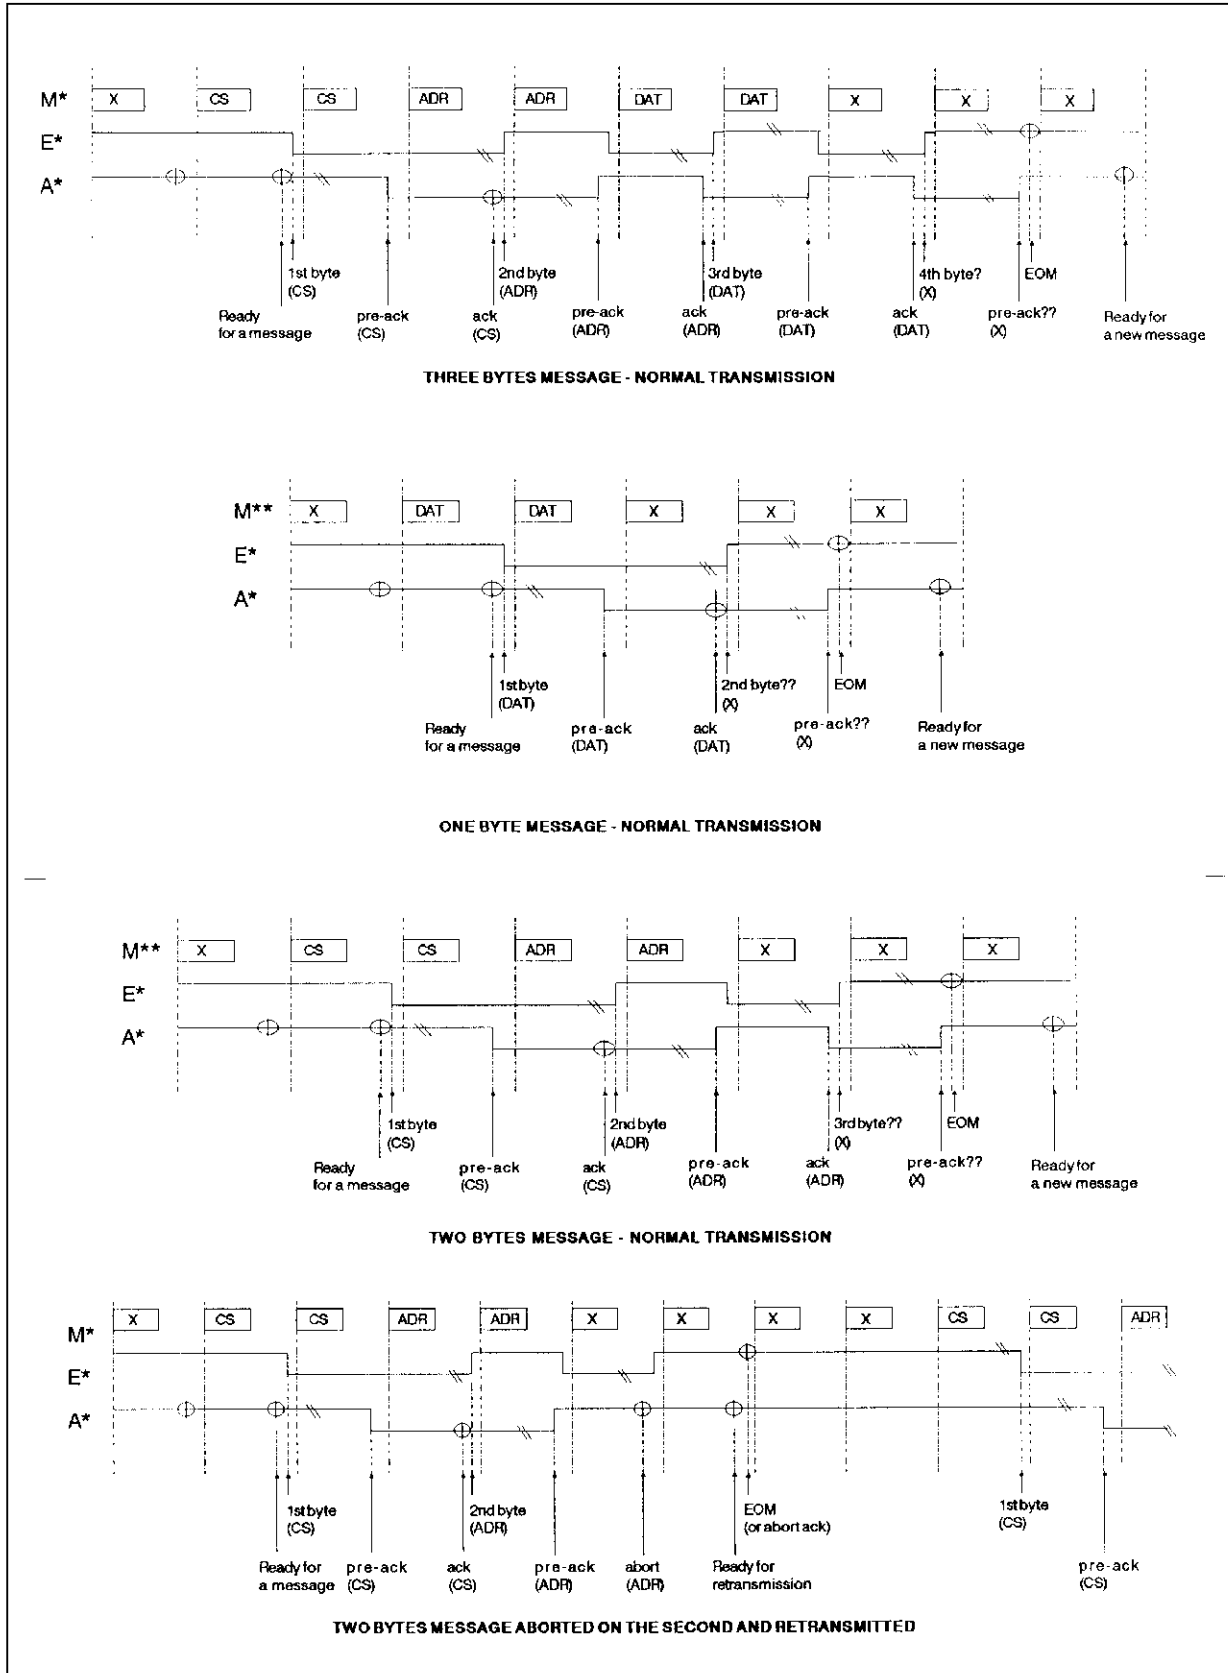 M* X CS CS ADR ADR DAT DAT X X X
E*
A*
1st byte 2nd byte 3rd byte 4th byte? EOM
(CS) (ADR) (DAT) (X)
Ready pre-ack ack pre-ack ack pre-ack ack pre-ack?? Ready for
for a message (CS) (CS) (ADR) (ADR) (DAT) (DAT) (X) a new message
THREE BYTES MESSAGE - NORMAL TRANSMISSION
M** X DAT DAT X X X
E*
A*
1st byte 2nd byte?? EOM
(DAT) (X)
Ready pre-ack ack pre-ack?? Ready for
for a message (DAT) (DAT) (X) a new message
ONE BYTE MESSAGE - NORMAL TRANSMISSION
M** X CS CS ADR ADR X X X
E*
A*
1st byte 2nd byte 3rd byte?? EOM
(CS) (ADR) (X)
Ready pre-ack ack pre-ack ack pre-ack?? Ready for
for a message (CS) (CS) (ADR) (ADR) (X) a new message
TWO BYTES MESSAGE - NORMAL TRANSMISSION
M* X CS CS ADR ADR X X X X CS CS ADR
E*
A*
1st byte 2nd byte EOM 1st byte
(CS) (ADR) (or abort ack) (CS)
Ready for pre-ack ack pre-ack abort Ready for pre-ack
a message (CS) (CS) (ADR) (ADR) retransmission (CS)
TWO BYTES MESSAGE ABORTED ON THE SECOND AND RETRANSMITTED